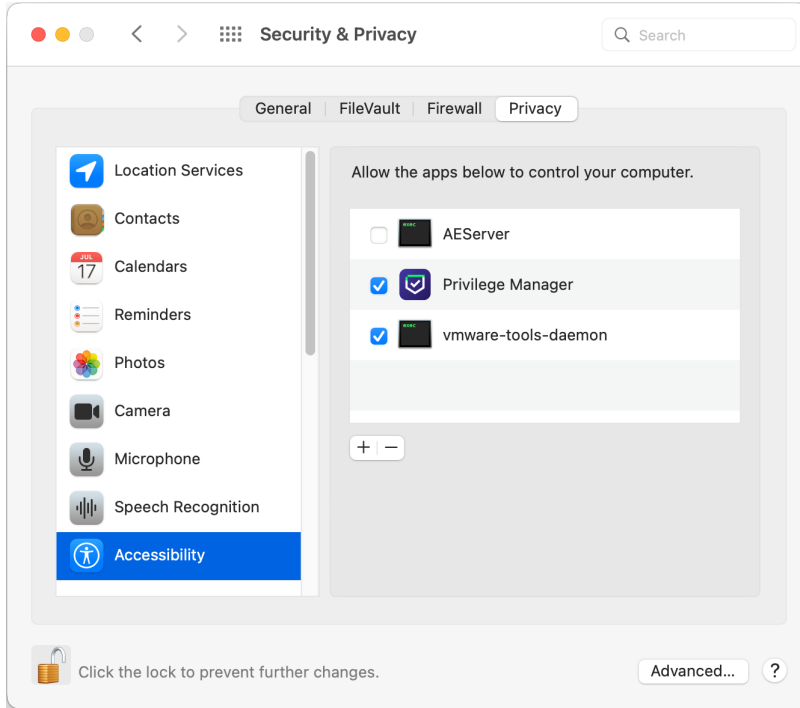 Security & Privacy
Search
General
FileVault
Firewall
Privacy
Location Services
Contacts
JUL
17
Calendars
Reminders
Photos
Camera
Microphone
Speech Recognition
Accessibility
Allow the apps below to control your computer.
exec
AEServer
Privilege Manager
exec
vmware-tools-daemon
+ −
Click the lock to prevent further changes.
Advanced...
?